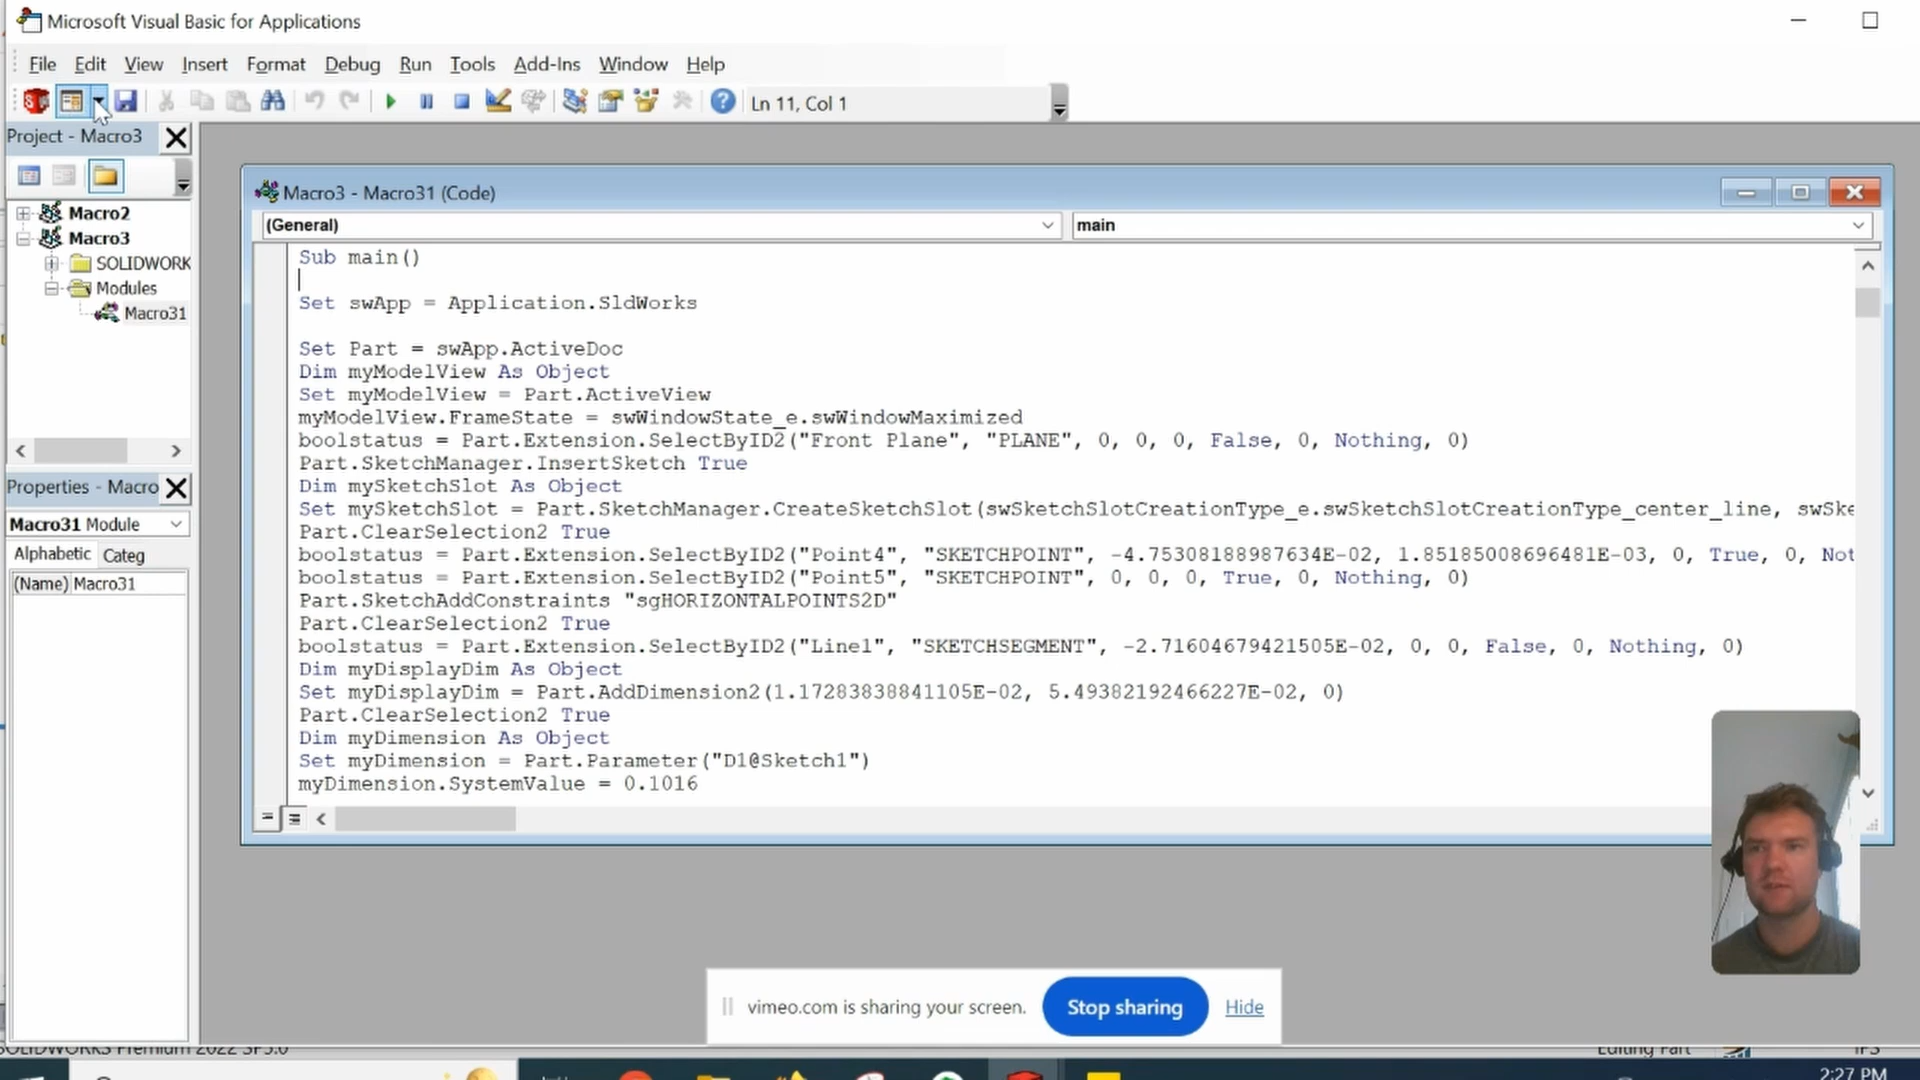 Microsoft Visual Basic for Applications
File Edit View Insert Format Debug Run Tools Add-Ins Window Help
Ln 11, Col 1
Project - Macro3
Macro2
Macro3
SOLIDWORK
Modules
Macro31
Properties - Macro
Macro31 Module
Alphabetic Categ
(Name) Macro31
Macro3 - Macro31 (Code)
(General) main
Sub main()
Set swApp = Application.SldWorks
Set Part = swApp.ActiveDoc
Dim myModelView As Object
Set myModelView = Part.ActiveView
myModelView.FrameState = swWindowState_e.swWindowMaximized
boolstatus = Part.Extension.SelectByID2("Front Plane", "PLANE", 0, 0, 0, False, 0, Nothing, 0)
Part.SketchManager.InsertSketch True
Dim mySketchSlot As Object
Set mySketchSlot = Part.SketchManager.CreateSketchSlot(swSketchSlotCreationType_e.swSketchSlotCreationType_center_line, swSke
Part.ClearSelection2 True
boolstatus = Part.Extension.SelectByID2("Point4", "SKETCHPOINT", -4.75308188987634E-02, 1.85185008696481E-03, 0, True, 0, Not
boolstatus = Part.Extension.SelectByID2("Point5", "SKETCHPOINT", 0, 0, 0, True, 0, Nothing, 0)
Part.SketchAddConstraints "sgHORIZONTALPOINTS2D"
Part.ClearSelection2 True
boolstatus = Part.Extension.SelectByID2("Line1", "SKETCHSEGMENT", -2.71604679421505E-02, 0, 0, False, 0, Nothing, 0)
Dim myDisplayDim As Object
Set myDisplayDim = Part.AddDimension2(1.17283838841105E-02, 5.49382192466227E-02, 0)
Part.ClearSelection2 True
Dim myDimension As Object
Set myDimension = Part.Parameter("D1@Sketch1")
myDimension.SystemValue = 0.1016
vimeo.com is sharing your screen. Stop sharing Hide
SOLIDWORKS Premium 2022 SP5.0 Editing Part IPS
2:27 PM